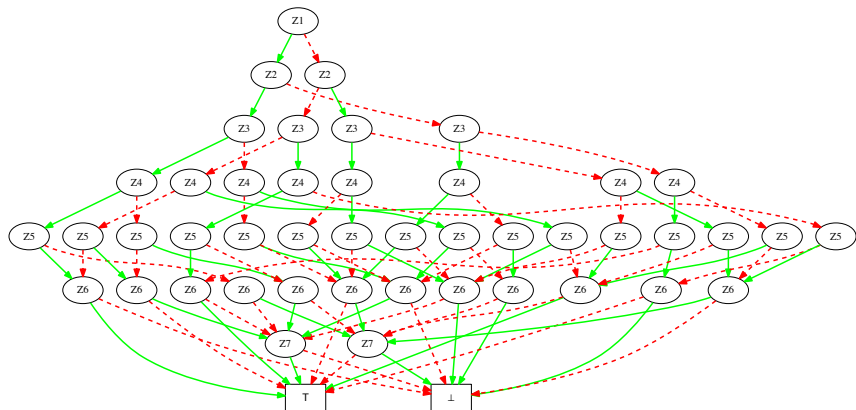 Z1
Z2 Z2
Z3 Z3 Z3 Z3
Z4 Z4 Z4 Z4 Z4 Z4 Z4 Z4
Z5 Z5 Z5 Z5 Z5 Z5 Z5 Z5 Z5 Z5 Z5 Z5 Z5 Z5 Z5 Z5
Z6 Z6 Z6 Z6 Z6 Z6 Z6 Z6 Z6 Z6 Z6 Z6
Z7 Z7
⊤ ⊥